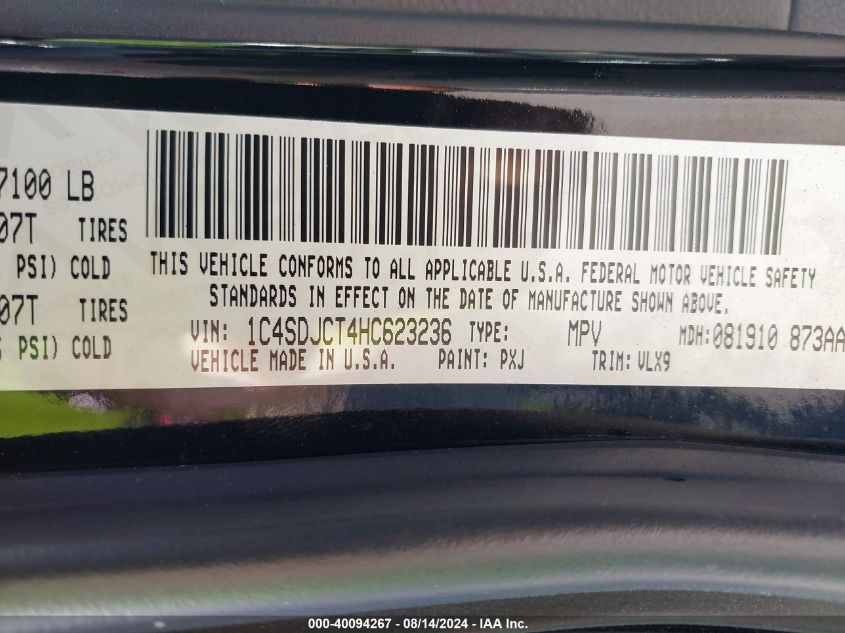 7100 LB
07T TIRES
PSI) COLD
07T
PSI) COLD
THIS VEHICLE CONFORMS TO ALL APPLICABLE U.S.A. FEDERAL MOTOR VEHICLE SAFETY
STANDARDS IN EFFECT ON THE DATE OF MANUFACTURE SHOWN ABOVE.
VIN: 1C4SDJCT4HC623236 TYPE: MPV MDH:081910 873AA
VEHICLE MADE IN U.S.A. PAINT: PXJ TRIM: VLX9
TIRES
000-40094267 - 08/14/2024 - IAA Inc.